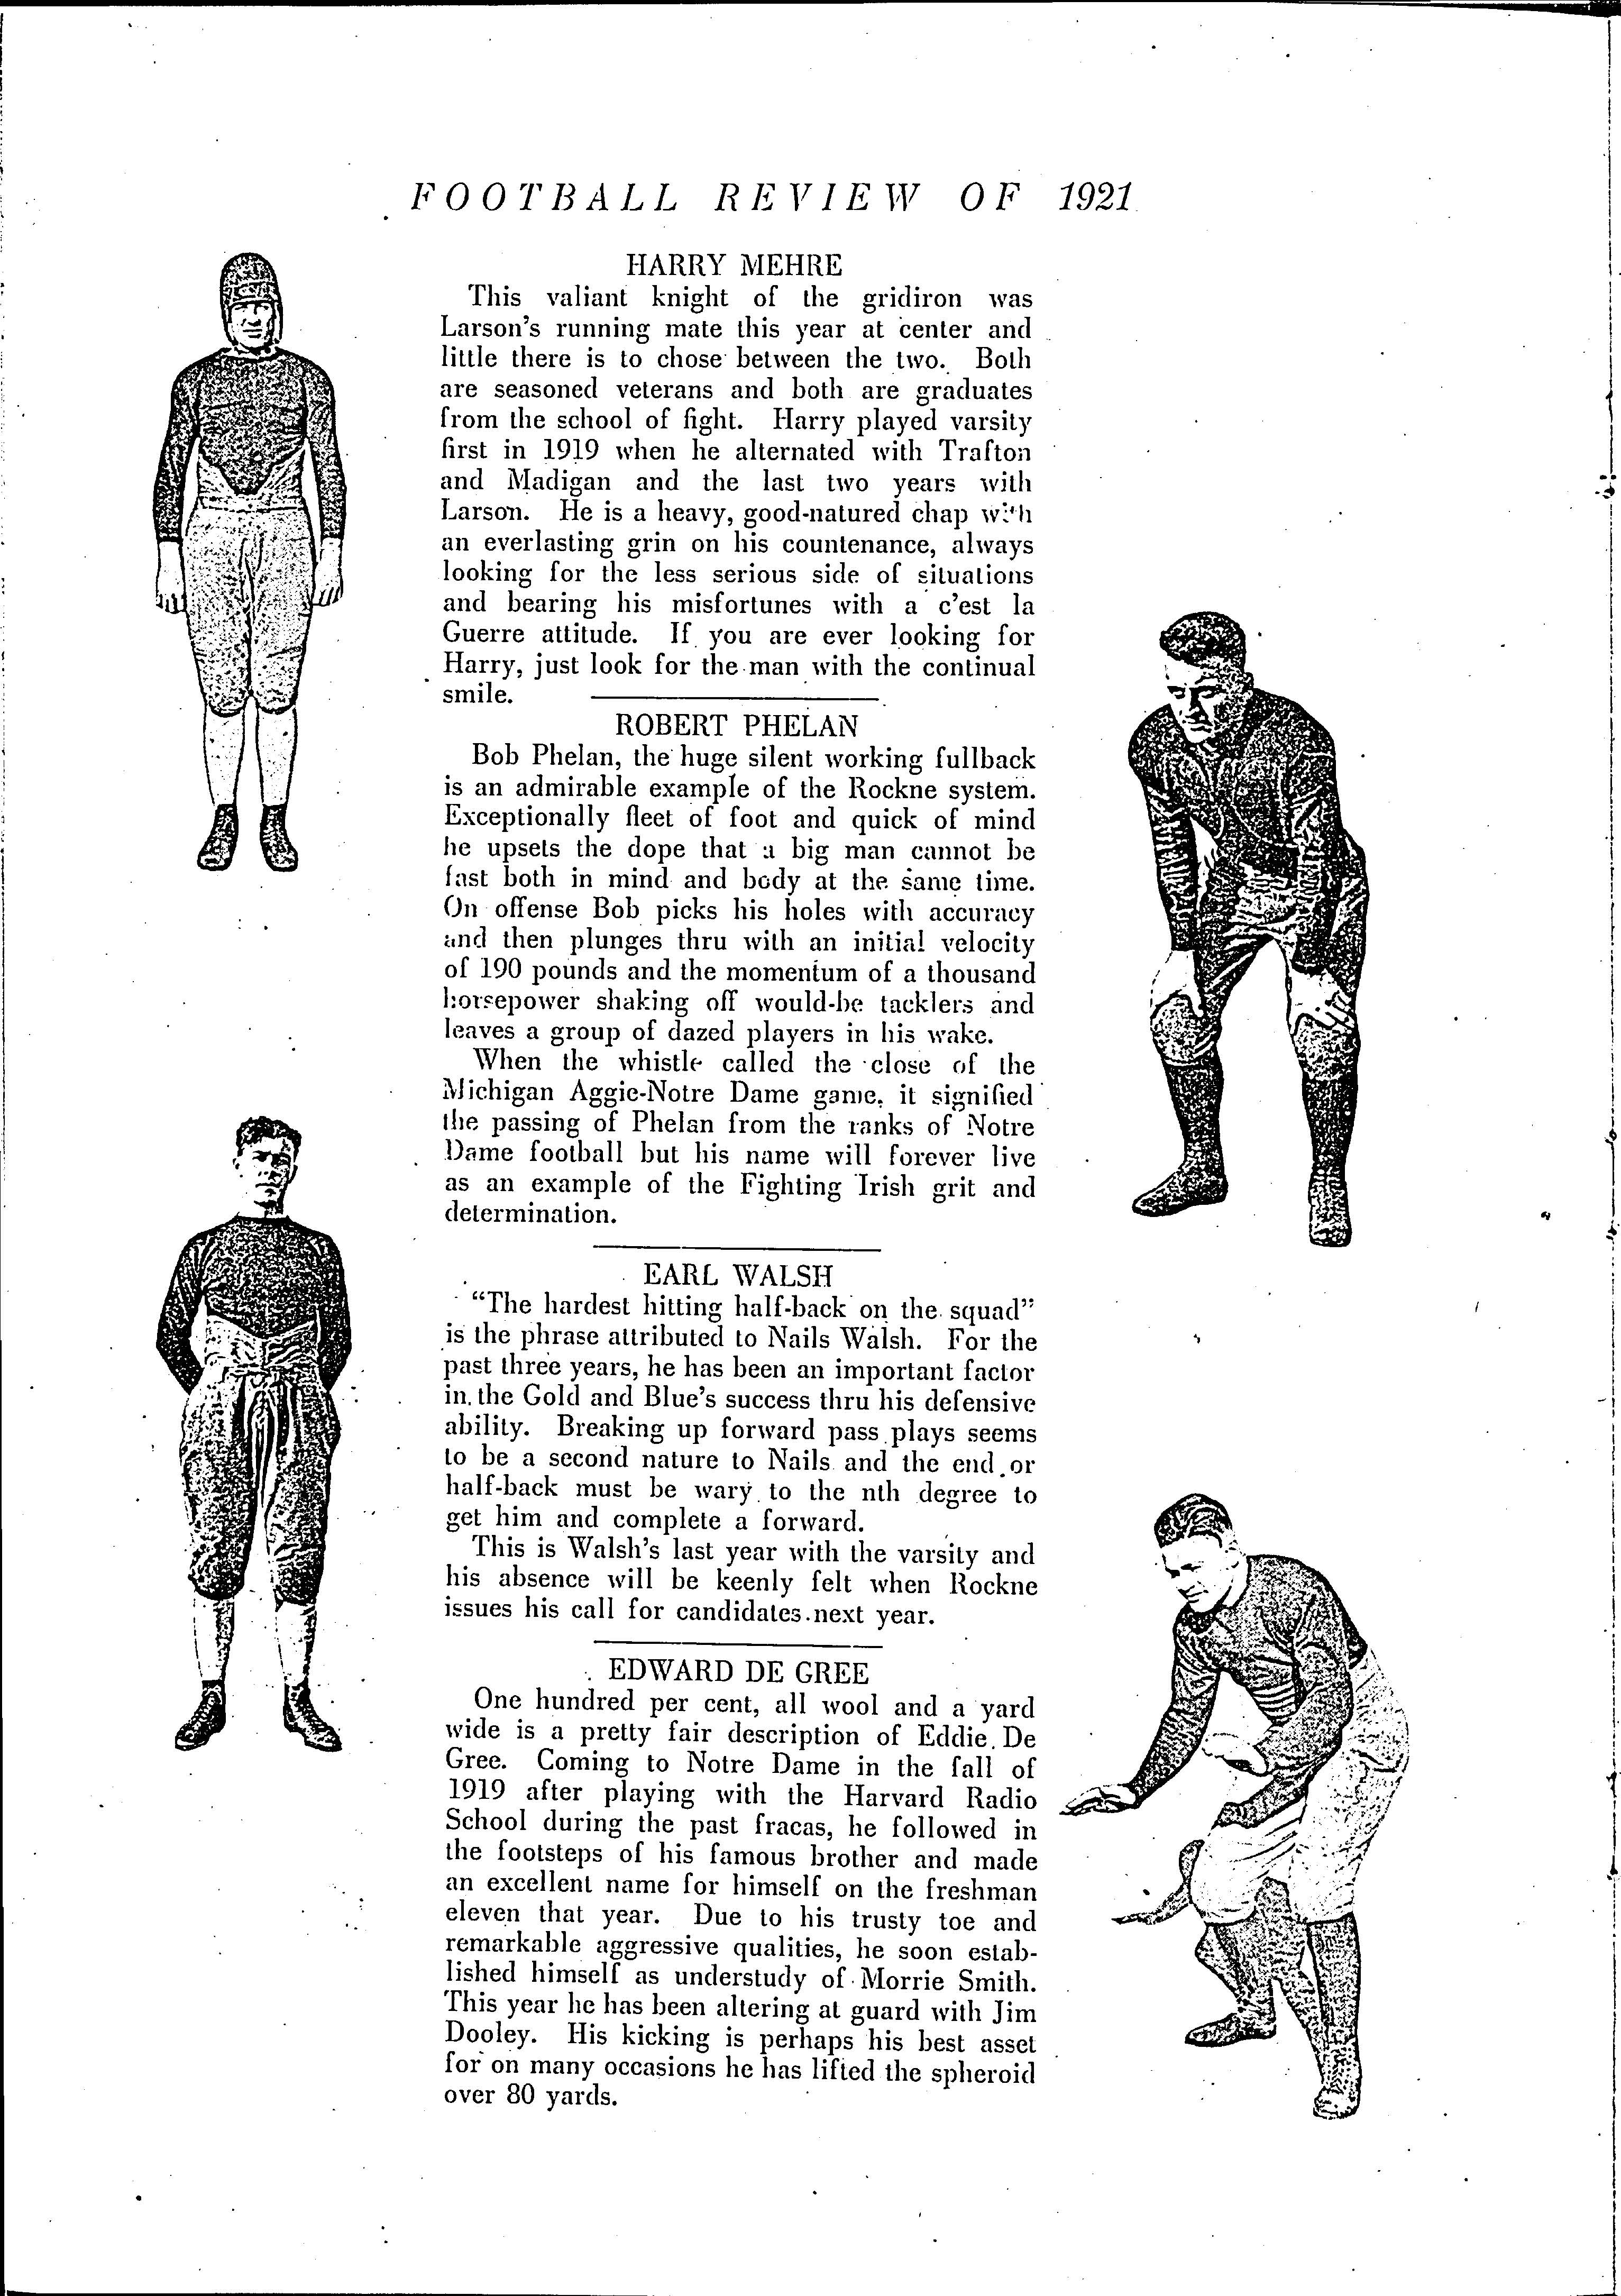 FOOTBALL REVIEW OF 1921
HARRY MEHRE
This valiant knight of the gridiron was
Larson's running mate this year at center and
little there is to chose between the two. Both
are seasoned veterans and both are graduates
from the school of fight. Harry played varsity
first in 1919 when he alternated with Trafton
and Madigan and the last two years with
Larson. He is a heavy, good-natured chap with
an everlasting grin on his countenance, always
looking for the less serious side of situations
and bearing his misfortunes with a c'est la
Guerre attitude. If you are ever looking for
Harry, just look for the man with the continual
smile.
ROBERT PHELAN
Bob Phelan, the huge silent working fullback
is an admirable example of the Rockne system.
Exceptionally fleet of foot and quick of mind
he upsets the dope that a big man cannot be
fast both in mind and body at the same time.
On offense Bob picks his holes with accuracy
and then plunges thru with an initial velocity
of 190 pounds and the momentum of a thousand
horsepower shaking off would-be tacklers and
leaves a group of dazed players in his wake.
When the whistle called the close of the
Michigan Aggie-Notre Dame game, it signified
the passing of Phelan from the ranks of Notre
Dame football but his name will forever live
as an example of the Fighting Irish grit and
determination.
EARL WALSH
"The hardest hitting half-back on the squad"
is the phrase attributed to Nails Walsh. For the
past three years, he has been an important factor
in the Gold and Blue's success thru his defensive
ability. Breaking up forward pass plays seems
to be a second nature to Nails and the end or
half-back must be wary to the nth degree to
get him and complete a forward.
This is Walsh's last year with the varsity and
his absence will be keenly felt when Rockne
issues his call for candidates next year.
EDWARD DE GREE
One hundred per cent, all wool and a yard
wide is a pretty fair description of Eddie De
Gree. Coming to Notre Dame in the fall of
1919 after playing with the Harvard Radio
School during the past fracas, he followed in
the footsteps of his famous brother and made
an excellent name for himself on the freshman
eleven that year. Due to his trusty toe and
remarkable aggressive qualities, he soon estab-
lished himself as understudy of Morrie Smith.
This year he has been altering at guard with Jim
Dooley. His kicking is perhaps his best asset
for on many occasions he has lifted the spheroid
over 80 yards.